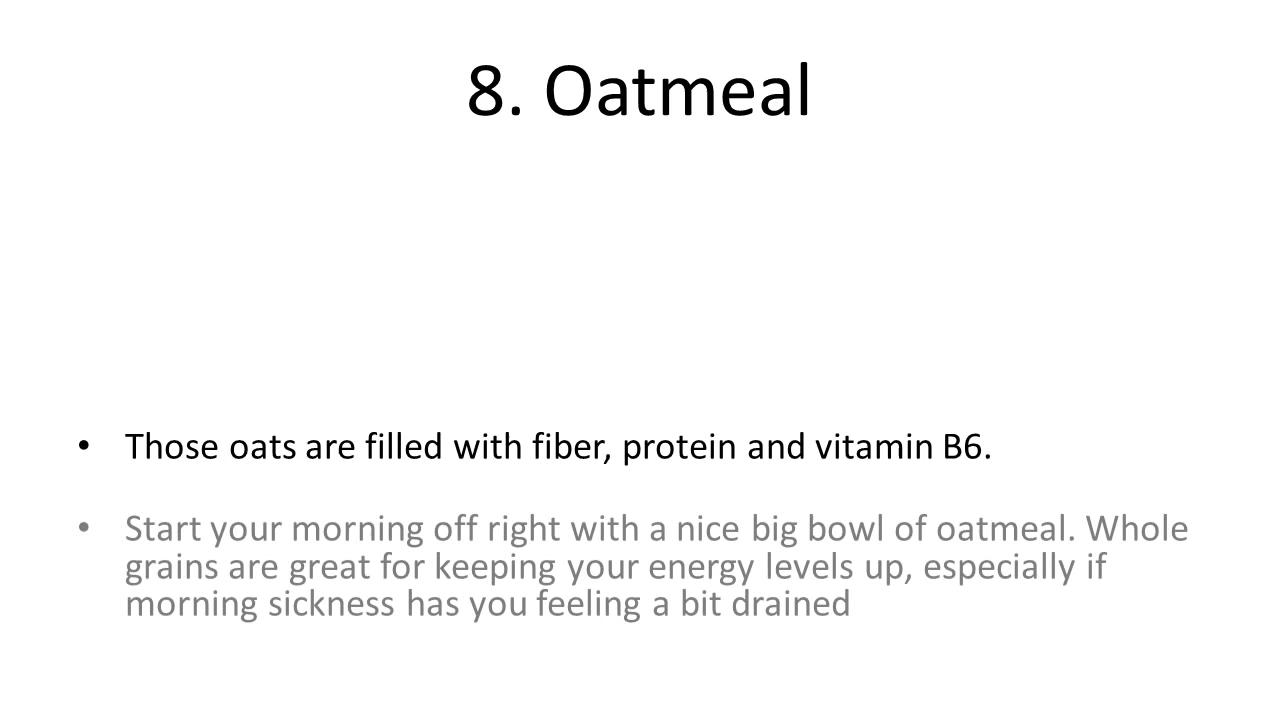 8. Oatmeal
• Those oats are filled with fiber, protein and vitamin B6.
• Start your morning off right with a nice big bowl of oatmeal. Whole
grains are great for keeping your energy levels up, especially if
morning sickness has you feeling a bit drained